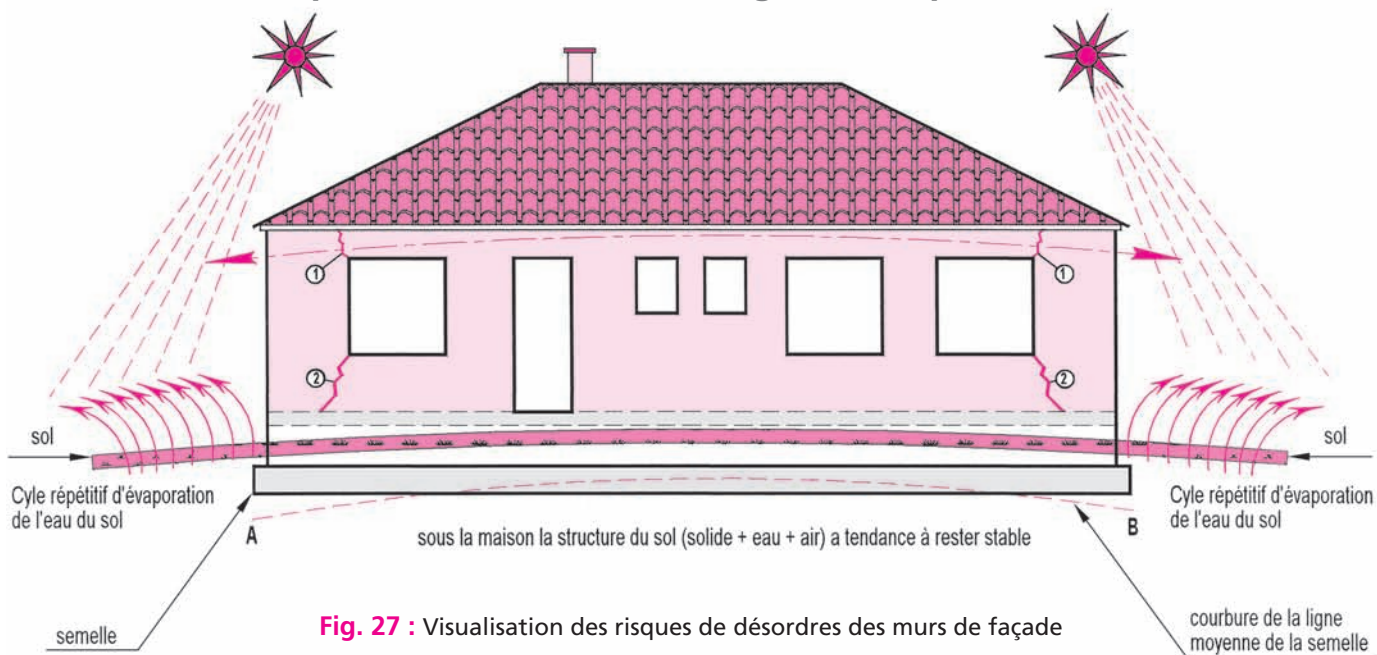 ①
①
②
②
sol
sol
Cyle répétitif d'évaporation
de l'eau du sol
Cyle répétitif d'évaporation
de l'eau du sol
A
B
sous la maison la structure du sol (solide + eau + air) a tendance à rester stable
semelle
courbure de la ligne
moyenne de la semelle
Fig. 27 : Visualisation des risques de désordres des murs de façade